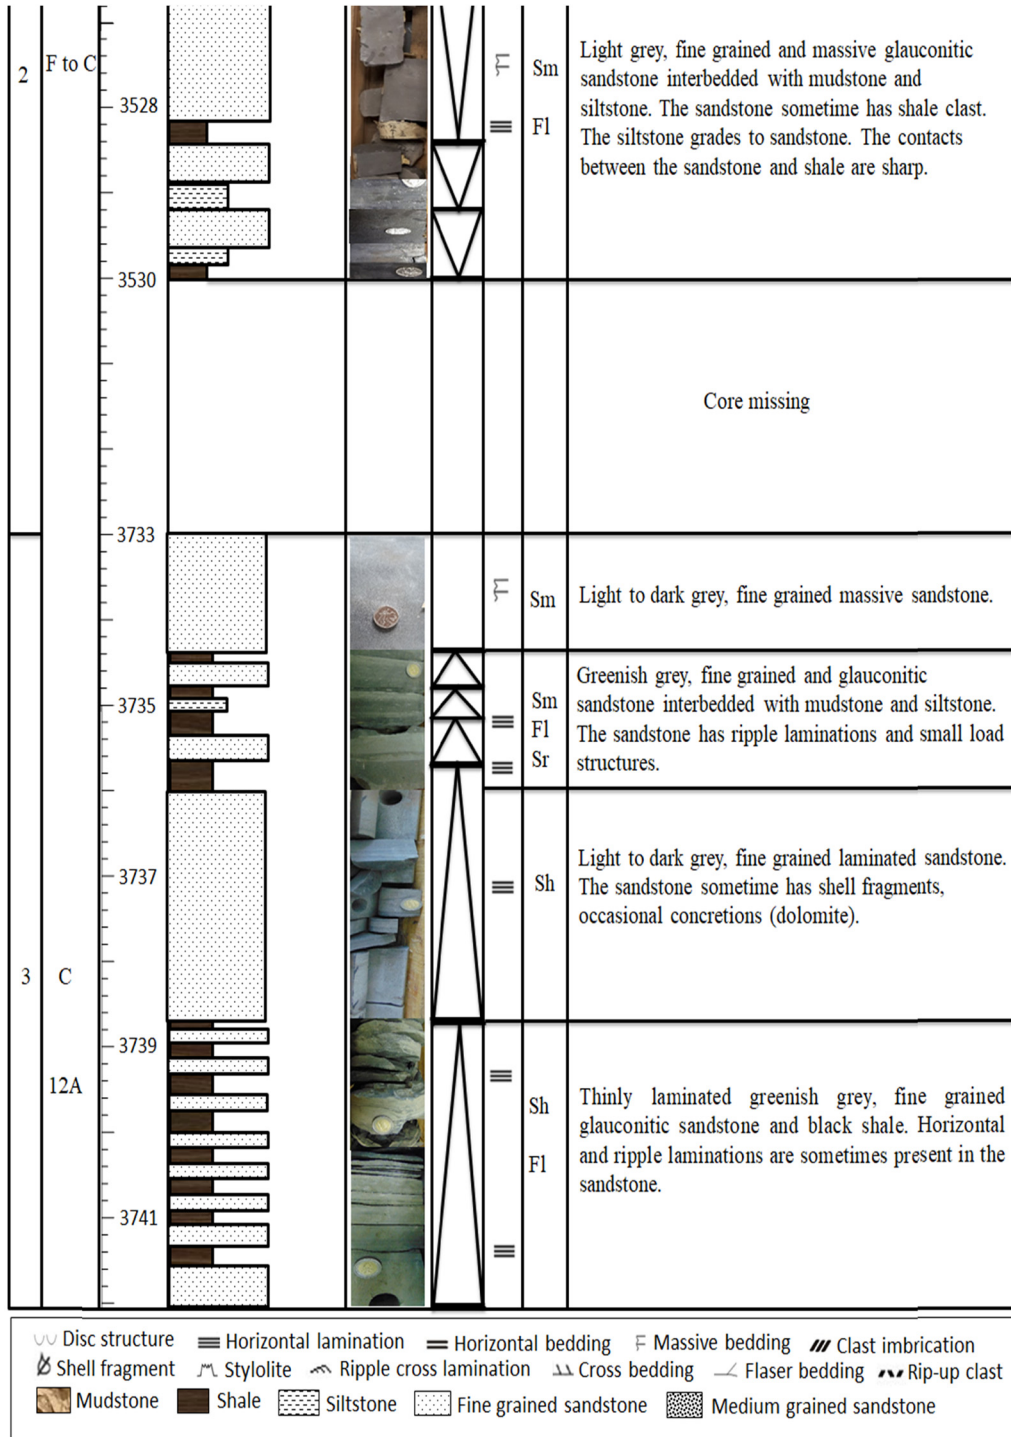 2
F to C
3528
3530
Sm
Fl
Light grey, fine grained and massive glauconitic
sandstone interbedded with mudstone and
siltstone. The sandstone sometime has shale clast.
The siltstone grades to sandstone. The contacts
between the sandstone and shale are sharp.
Core missing
3733
Sm
Light to dark grey, fine grained massive sandstone.
3735
Sm
Fl
Sr
Greenish grey, fine grained and glauconitic
sandstone interbedded with mudstone and siltstone.
The sandstone has ripple laminations and small load
structures.
3737
Sh
Light to dark grey, fine grained laminated sandstone.
The sandstone sometime has shell fragments,
occasional concretions (dolomite).
3
C
12A
3739
3741
Sh
Fl
Thinly laminated greenish grey, fine grained
glauconitic sandstone and black shale. Horizontal
and ripple laminations are sometimes present in the
sandstone.
Disc structure Horizontal lamination Horizontal bedding Massive bedding Clast imbrication
Shell fragment Stylolite Ripple cross lamination Cross bedding Flaser bedding Rip-up clast
Mudstone Shale Siltstone Fine grained sandstone Medium grained sandstone